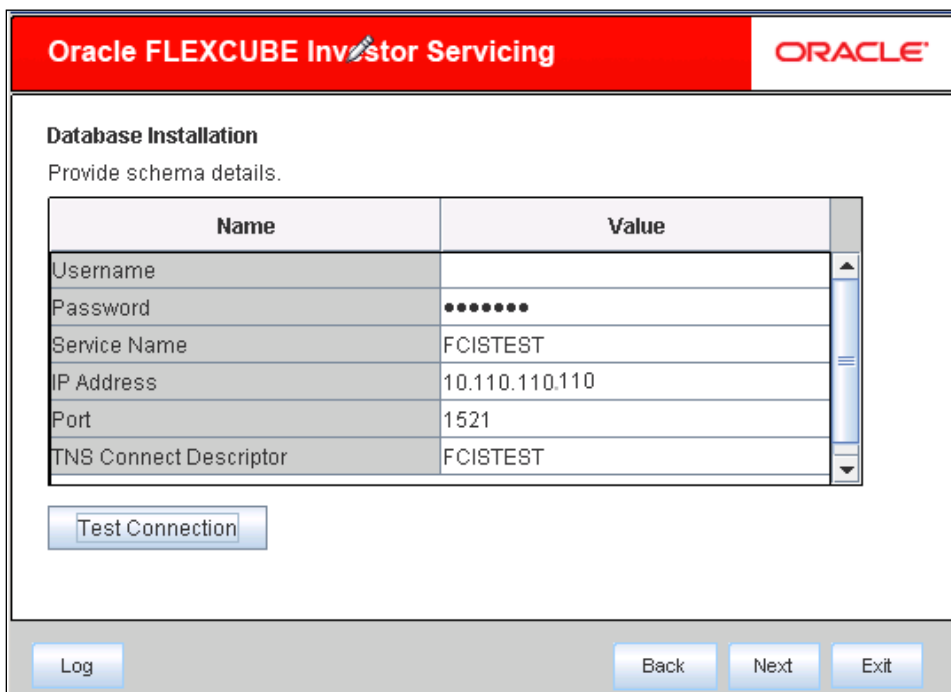 Oracle FLEXCUBE Investor Servicing
ORACLE
Database Installation
Provide schema details.
Name Value
Username
Password •••••••
Service Name FCISTEST
IP Address 10.110.110.110
Port 1521
TNS Connect Descriptor FCISTEST
Test Connection
Log Back Next Exit